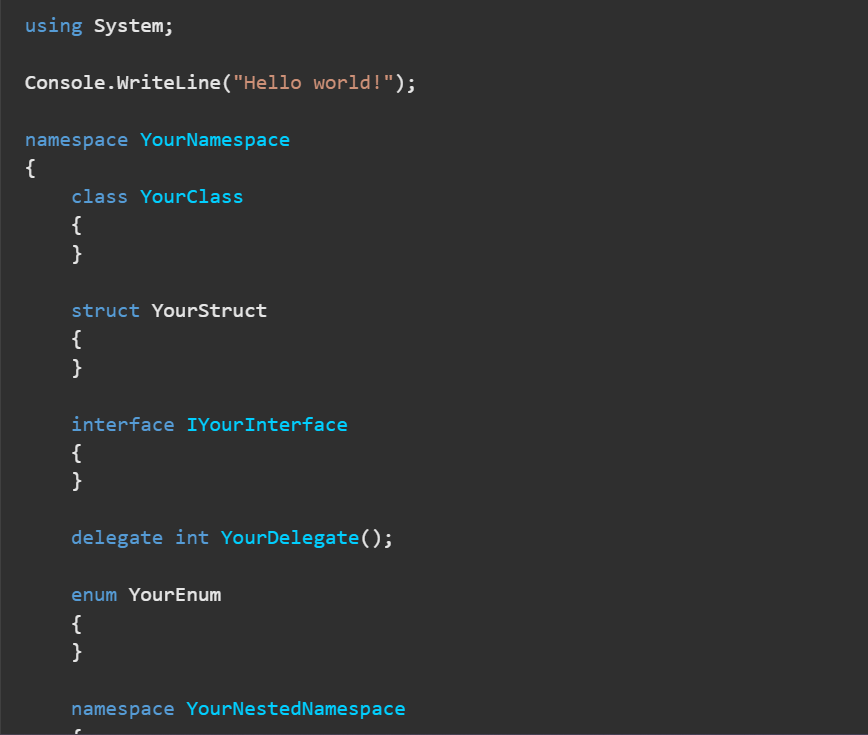 using System;

Console.WriteLine("Hello world!");

namespace YourNamespace
{
    class YourClass
    {
    }

    struct YourStruct
    {
    }

    interface IYourInterface
    {
    }

    delegate int YourDelegate();

    enum YourEnum
    {
    }

    namespace YourNestedNamespace
    {